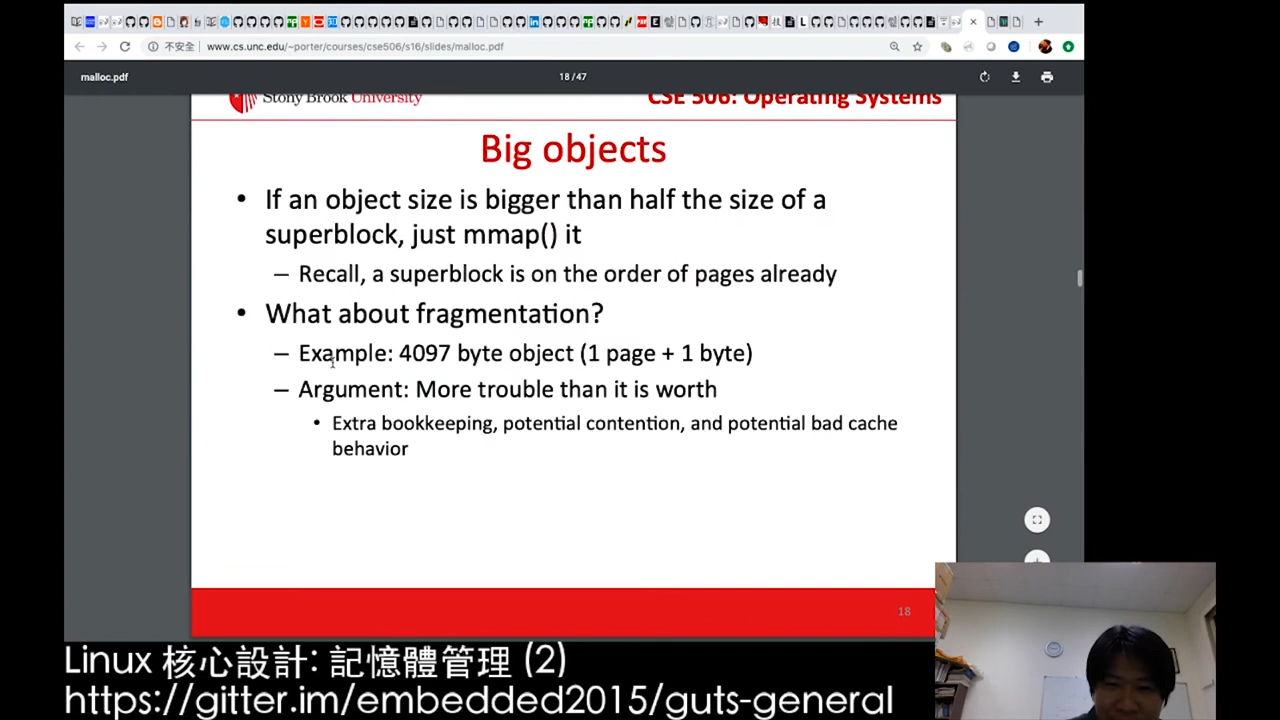 不安全 www.cs.unc.edu/~porter/courses/cse506/s16/slides/malloc.pdf
malloc.pdf 18 / 47
Stony Brook University CSE 506: Operating Systems
Big objects
• If an object size is bigger than half the size of a
superblock, just mmap() it
– Recall, a superblock is on the order of pages already
• What about fragmentation?
– Example: 4097 byte object (1 page + 1 byte)
– Argument: More trouble than it is worth
• Extra bookkeeping, potential contention, and potential bad cache
behavior
18
Linux 核心設計: 記憶體管理 (2)
https://gitter.im/embedded2015/guts-general